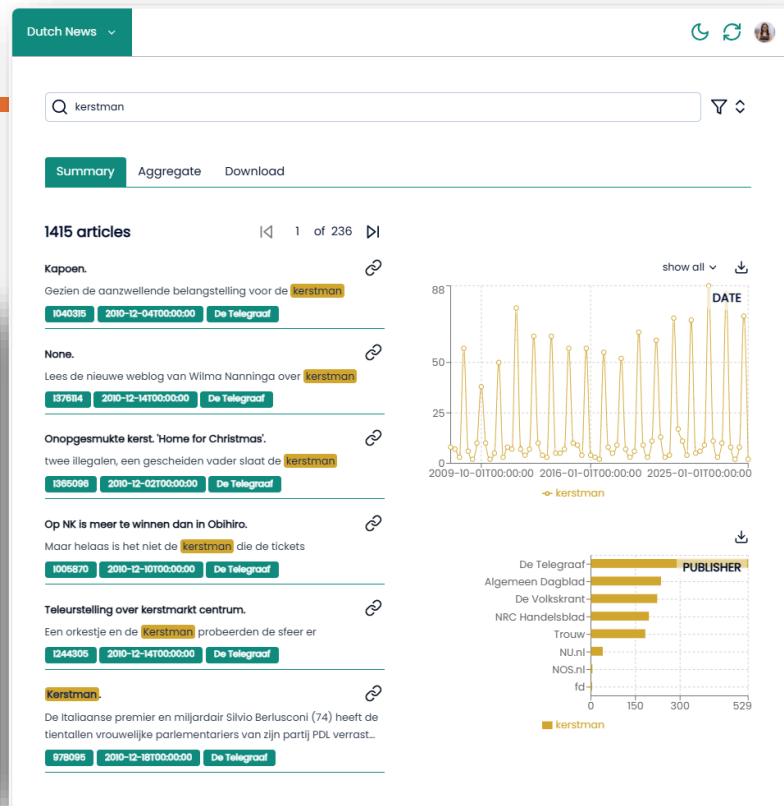 Dutch News
kerstman
Summary Aggregate Download
1415 articles
1 of 236
Kapoen.
Gezien de aanzwellende belangstelling voor de kerstman
1040315 2010-12-04T00:00:00 De Telegraaf
None.
Lees de nieuwe weblog van Wilma Nanninga over kerstman
1376114 2010-12-14T00:00:00 De Telegraaf
Onopgesmukte kerst. 'Home for Christmas'.
twee illegalen, een gescheiden vader slaat de kerstman
1365096 2010-12-02T00:00:00 De Telegraaf
Op NK is meer te winnen dan in Obihiro.
Maar helaas is het niet de kerstman die de tickets
1005870 2010-12-10T00:00:00 De Telegraaf
Teleurstelling over kerstmarkt centrum.
Een orkestje en de Kerstman probeerden de sfeer er
1244305 2010-12-14T00:00:00 De Telegraaf
Kerstman.
De Italiaanse premier en miljardair Silvio Berlusconi (74) heeft de
tientallen vrouwelijke parlementariers van zijn partij PDL verrast...
978095 2010-12-18T00:00:00 De Telegraaf
show all
DATE
88
50
25
0
2009-10-01T00:00:00 2016-01-01T00:00:00 2025-01-01T00:00:00
kerstman
PUBLISHER
De Telegraaf
Algemeen Dagblad
De Volkskrant
NRC Handelsblad
Trouw
NU.nl
NOS.nl
fd
0 150 300 529
kerstman